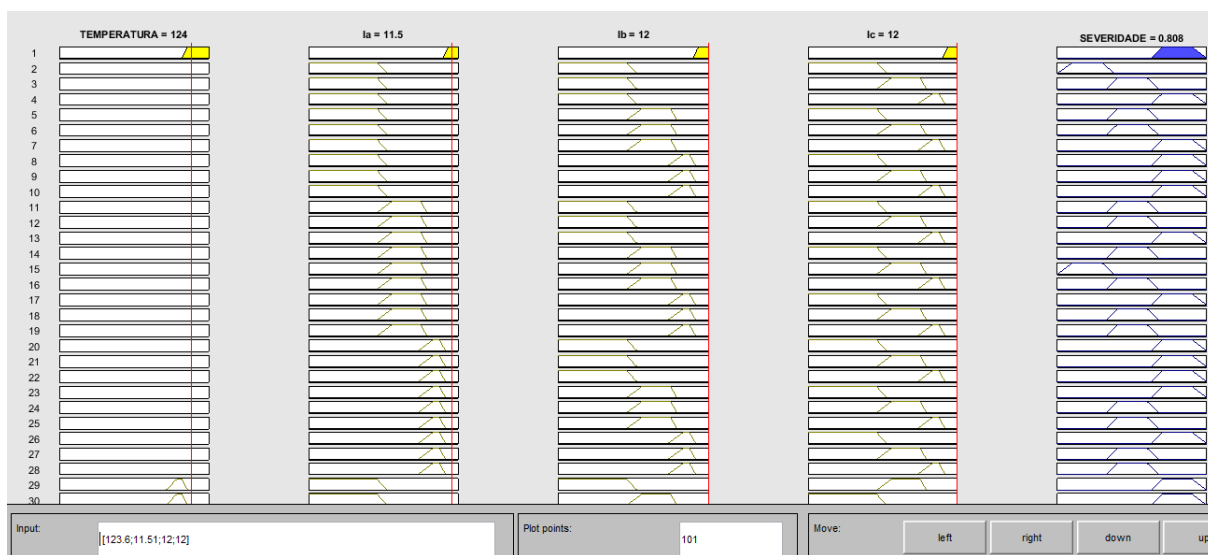 TEMPERATURA = 124
Ia = 11.5
Ib = 12
Ic = 12
SEVERIDADE = 0.808
1
2
3
4
5
6
7
8
9
10
11
12
13
14
15
16
17
18
19
20
21
22
23
24
25
26
27
28
29
30
Input:
[123.6;11.51;12;12]
Plot points:
101
Move:
left
right
down
up